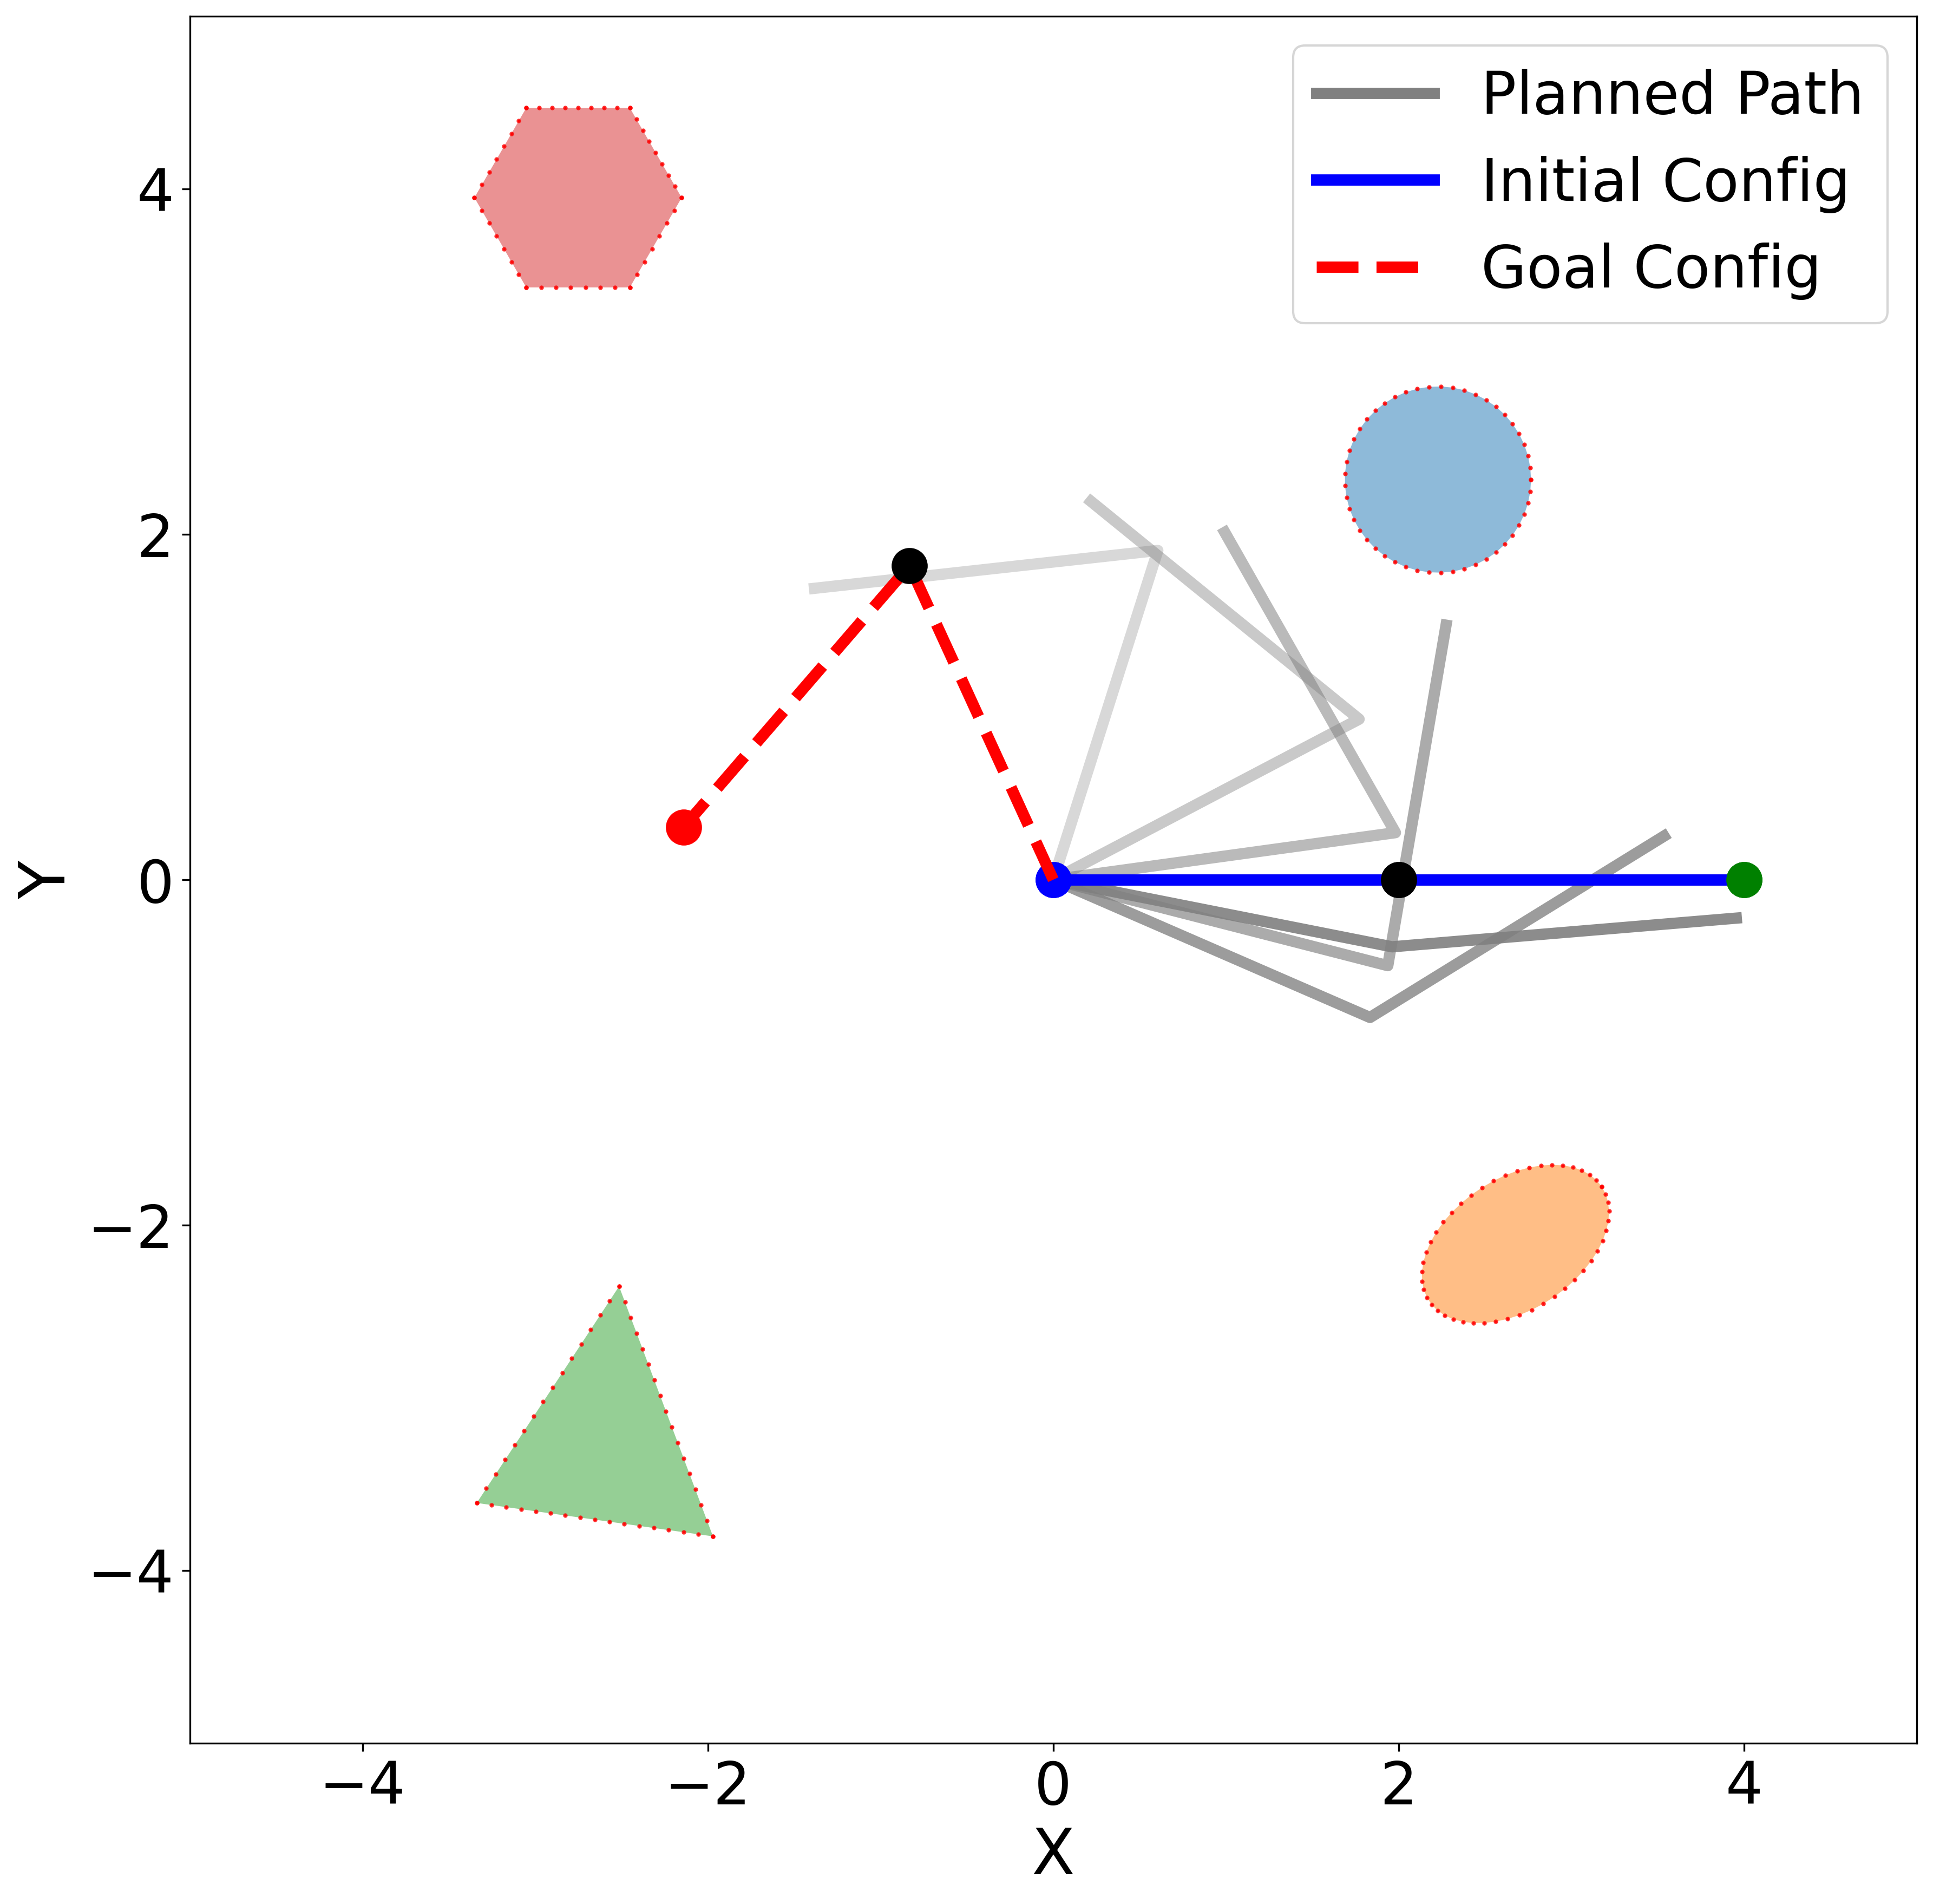 Planned Path
Initial Config
Goal Config
4
2
0
−2
−4
Y
−4 −2 0 2 4
X